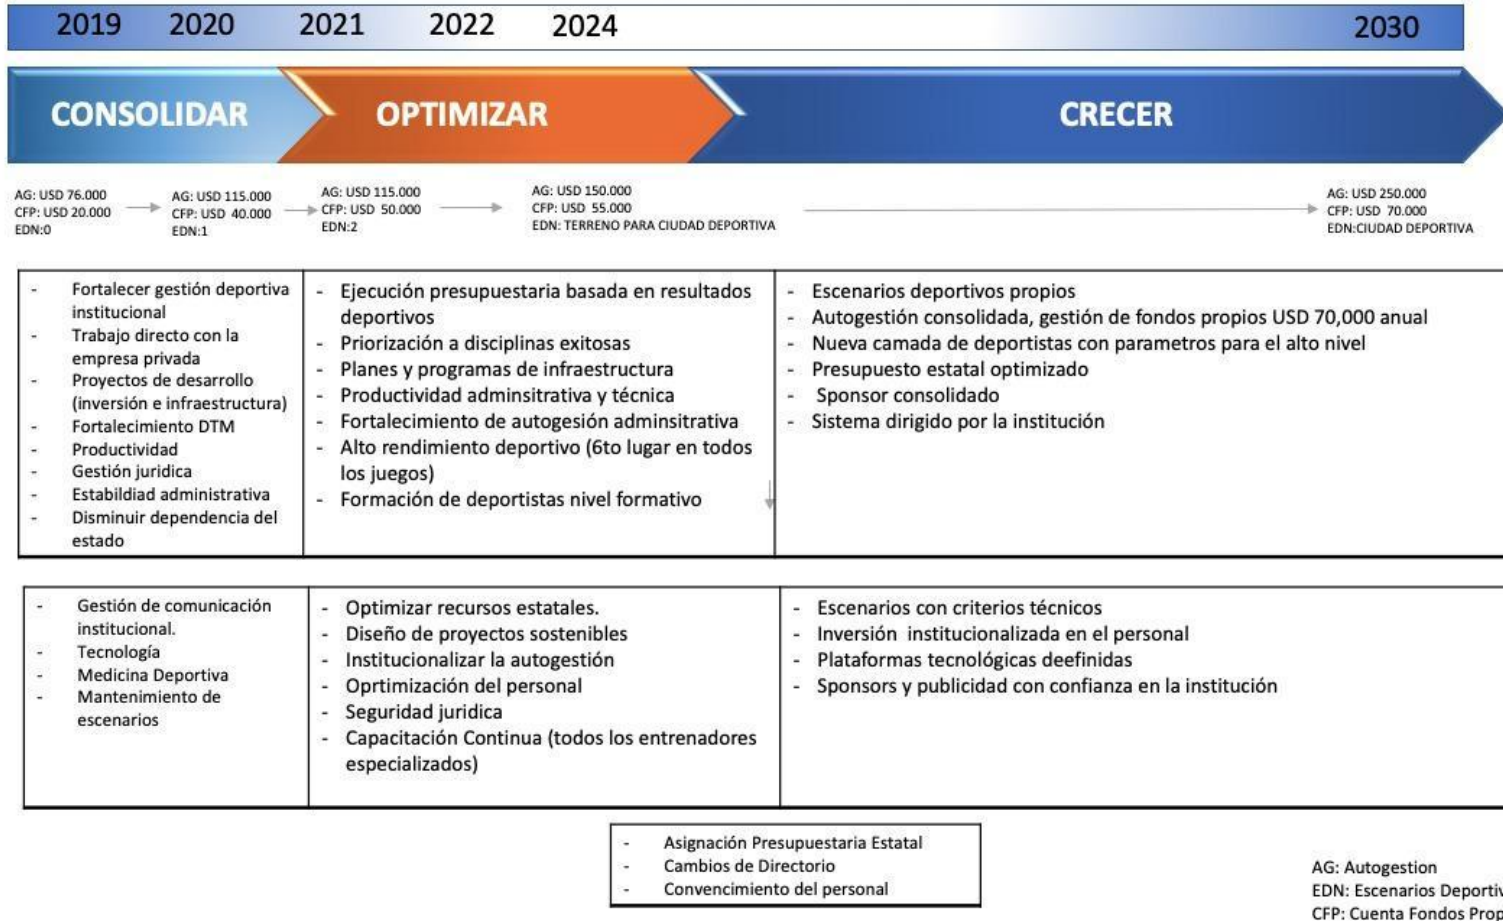 2019 2020 2021 2022 2024 2030
CONSOLIDAR OPTIMIZAR CRECER
AG: USD 76.000
CFP: USD 20.000
EDN:0
AG: USD 115.000
CFP: USD 40.000
EDN:1
AG: USD 115.000
CFP: USD 50.000
EDN:2
AG: USD 150.000
CFP: USD 55.000
EDN: TERRENO PARA CIUDAD DEPORTIVA
AG: USD 250.000
CFP: USD 70.000
EDN:CIUDAD DEPORTIVA
- Fortalecer gestión deportiva
institucional
- Trabajo directo con la
empresa privada
- Proyectos de desarrollo
(inversión e infraestructura)
- Fortalecimiento DTM
- Productividad
- Gestión juridica
- Estabildiad administrativa
- Disminuir dependencia del
estado
- Ejecución presupuestaria basada en resultados
deportivos
- Priorización a disciplinas exitosas
- Planes y programas de infraestructura
- Productividad adminsitrativa y técnica
- Fortalecimiento de autogesión adminsitrativa
- Alto rendimiento deportivo (6to lugar en todos
los juegos)
- Formación de deportistas nivel formativo
- Escenarios deportivos propios
- Autogestión consolidada, gestión de fondos propios USD 70,000 anual
- Nueva camada de deportistas con parametros para el alto nivel
- Presupuesto estatal optimizado
- Sponsor consolidado
- Sistema dirigido por la institución
- Gestión de comunicación
institucional.
- Tecnología
- Medicina Deportiva
- Mantenimiento de
escenarios
- Optimizar recursos estatales.
- Diseño de proyectos sostenibles
- Institucionalizar la autogestión
- Oprtimización del personal
- Seguridad juridica
- Capacitación Continua (todos los entrenadores
especializados)
- Escenarios con criterios técnicos
- Inversión institucionalizada en el personal
- Plataformas tecnológicas deefinidas
- Sponsors y publicidad con confianza en la institución
- Asignación Presupuestaria Estatal
- Cambios de Directorio
- Convencimiento del personal
AG: Autogestion
EDN: Escenarios Deportiv
CFP: Cuenta Fondos Prop